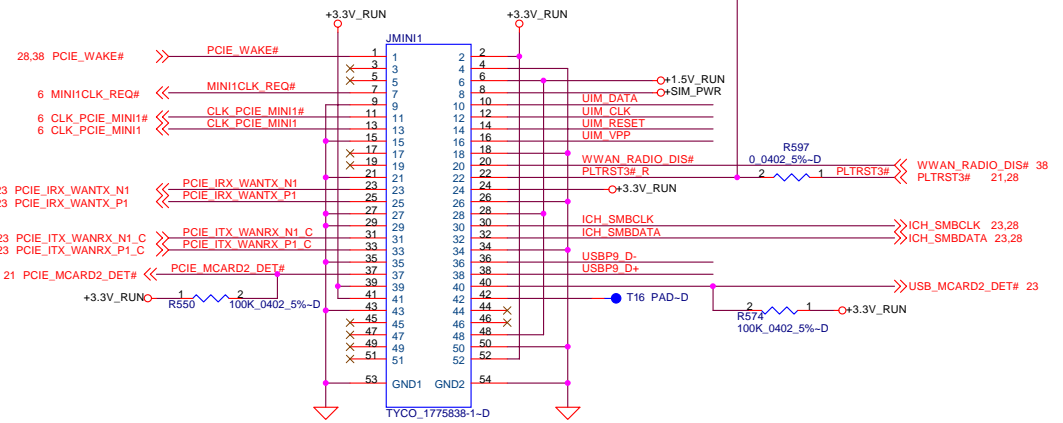 +3.3V_RUN +3.3V_RUN
JMINI1
28,38 PCIE_WAKE# PCIE_WAKE# 1 1 2 2
3 3 4 4
5 5 6 6 +1.5V_RUN
6 MINI1CLK_REQ# MINI1CLK_REQ# 7 7 8 8 +SIM_PWR
9 9 10 10 UIM_DATA
6 CLK_PCIE_MINI1# CLK_PCIE_MINI1# 11 11 12 12 UIM_CLK
6 CLK_PCIE_MINI1 CLK_PCIE_MINI1 13 13 14 14 UIM_RESET
15 15 16 16 UIM_VPP
R597
17 17 18 18 0_0402_5%~D
19 19 20 20 WWAN_RADIO_DIS# WWAN_RADIO_DIS# 38
21 21 22 22 PLTRST3#_R 2 1 PLTRST3# PLTRST3# 21,28
23 PCIE_IRX_WANTX_N1 PCIE_IRX_WANTX_N1 23 23 24 24 +3.3V_RUN
23 PCIE_IRX_WANTX_P1 PCIE_IRX_WANTX_P1 25 25 26 26
27 27 28 28
29 29 30 30 ICH_SMBCLK ICH_SMBCLK 23,28
23 PCIE_ITX_WANRX_N1_C PCIE_ITX_WANRX_N1_C 31 31 32 32 ICH_SMBDATA ICH_SMBDATA 23,28
23 PCIE_ITX_WANRX_P1_C PCIE_ITX_WANRX_P1_C 33 33 34 34
35 35 36 36 USBP9_D-
21 PCIE_MCARD2_DET# PCIE_MCARD2_DET# 37 37 38 38 USBP9_D+
39 39 40 40 USB_MCARD2_DET# 23
+3.3V_RUN 1 2 41 41 42 42 T16 PAD~D
R550 100K_0402_5%~D
43 43 44 44 2 1 +3.3V_RUN
45 45 46 46 R574
47 47 48 48 100K_0402_5%~D
49 49 50 50
51 51 52 52
53 GND1 GND2 54
TYCO_1775838-1~D